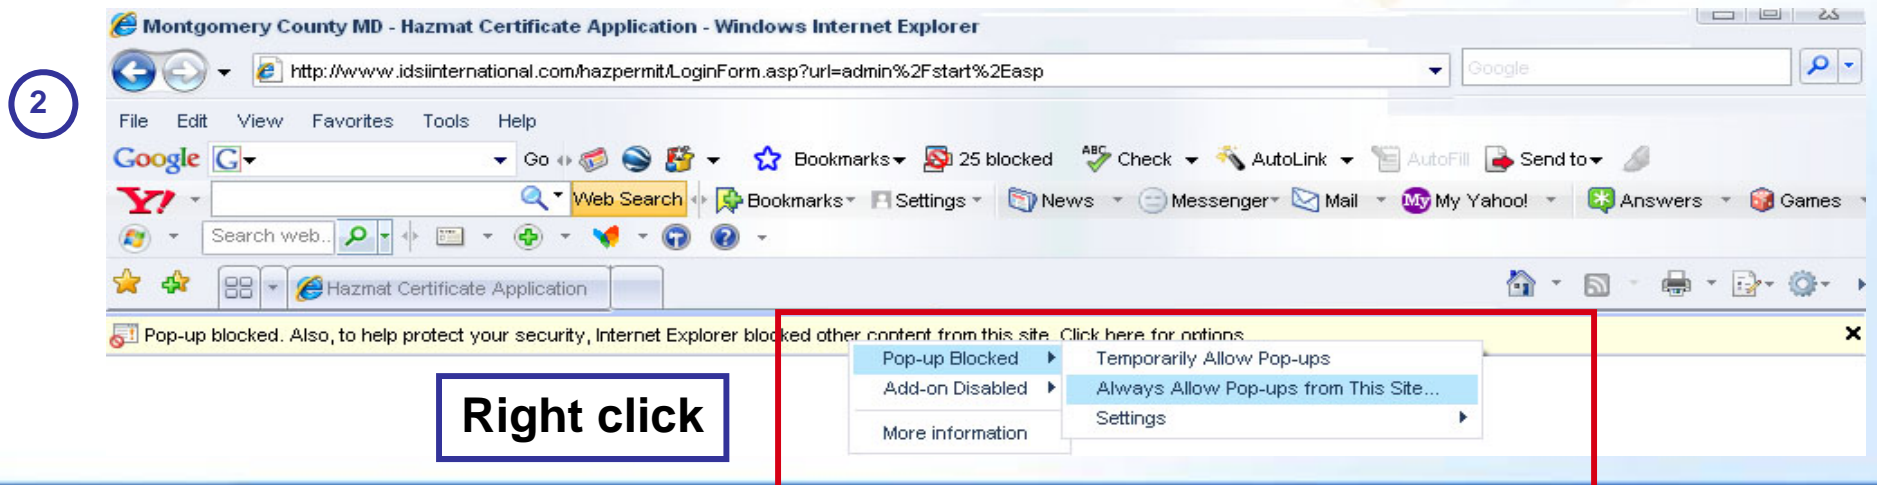 Montgomery County MD - Hazmat Certificate Application - Windows Internet Explorer
http://www.idsiinternational.com/hazpermit/LoginForm.asp?url=admin%2Fstart%2Easp
Google
2
File Edit View Favorites Tools Help
Google G Go Bookmarks 25 blocked ABC Check AutoLink AutoFill Send to
Y! Web Search Bookmarks Settings News Messenger Mail My My Yahoo! Answers Games
Search web..
Hazmat Certificate Application
Pop-up blocked. Also, to help protect your security, Internet Explorer blocked other content from this site. Click here for options
Pop-up Blocked Temporarily Allow Pop-ups
Add-on Disabled Always Allow Pop-ups from This Site...
Settings
More information
Right click